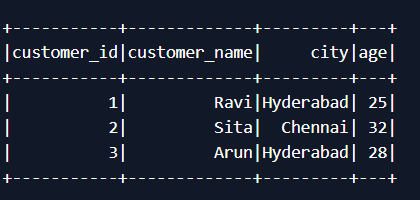 +-----------+-------------+---------+---+
|customer_id|customer_name|     city|age|
+-----------+-------------+---------+---+
|          1|         Ravi|Hyderabad| 25|
|          2|         Sita|  Chennai| 32|
|          3|         Arun|Hyderabad| 28|
+-----------+-------------+---------+---+